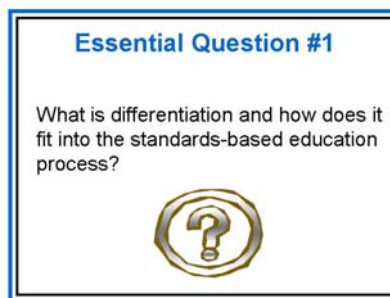 Essential Question #1
What is differentiation and how does it
fit into the standards-based education
process?
?